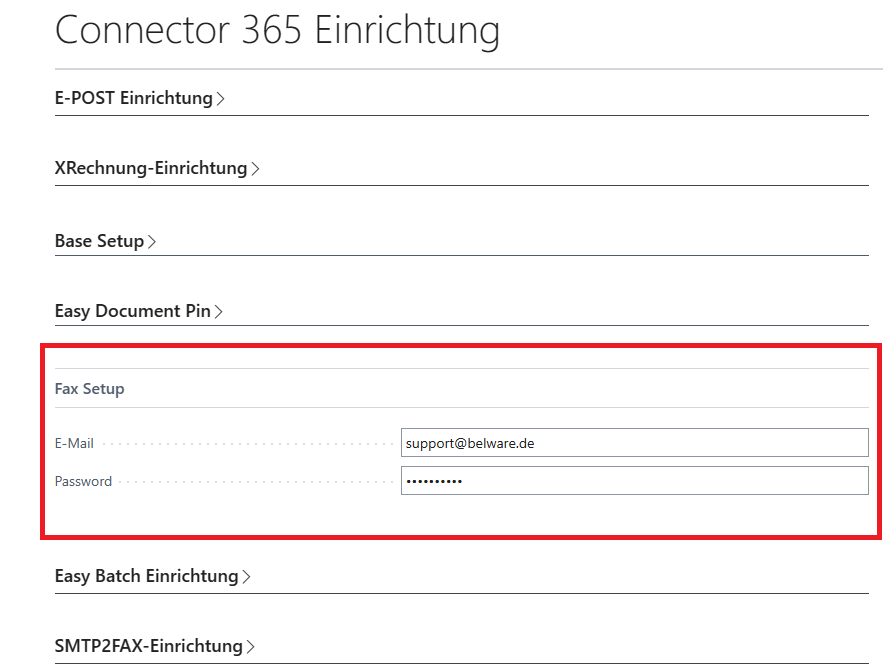 Connector 365 Einrichtung
E-POST Einrichtung
XRechnung-Einrichtung
Base Setup
Easy Document Pin
Fax Setup
E-Mail support@belware.de
Password ••••••••••
Easy Batch Einrichtung
SMTP2FAX-Einrichtung